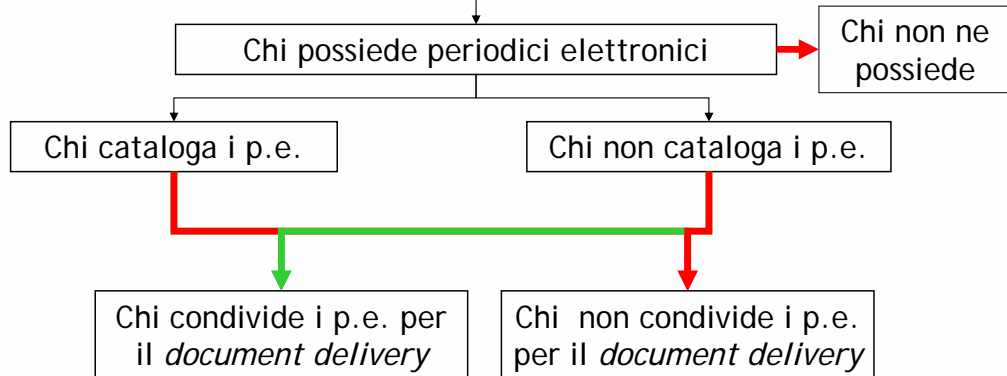 Chi possiede periodici elettronici
Chi non ne
possiede
Chi cataloga i p.e.
Chi non cataloga i p.e.
Chi condivide i p.e. per
il document delivery
Chi non condivide i p.e.
per il document delivery